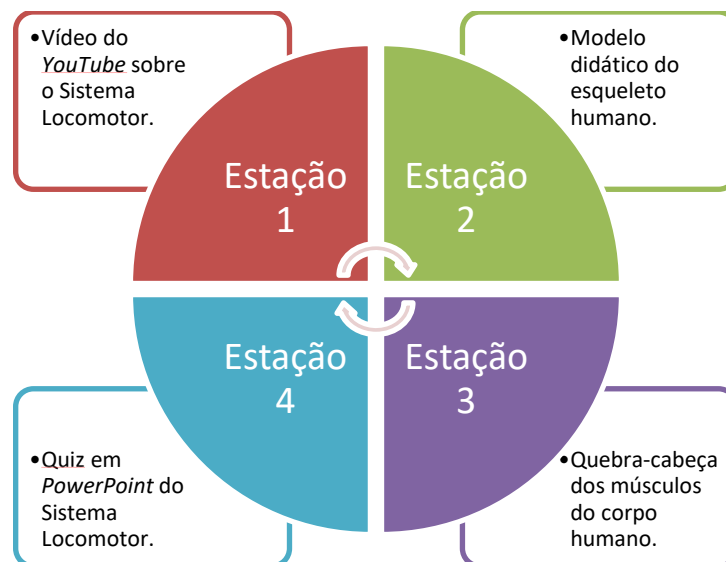 •Vídeo do
YouTube sobre
o Sistema
Locomotor.
•Modelo
didático do
esqueleto
humano.
Estação
1
Estação
2
Estação
4
Estação
3
•Quiz em
PowerPoint do
Sistema
Locomotor.
•Quebra-cabeça
dos músculos
do corpo
humano.